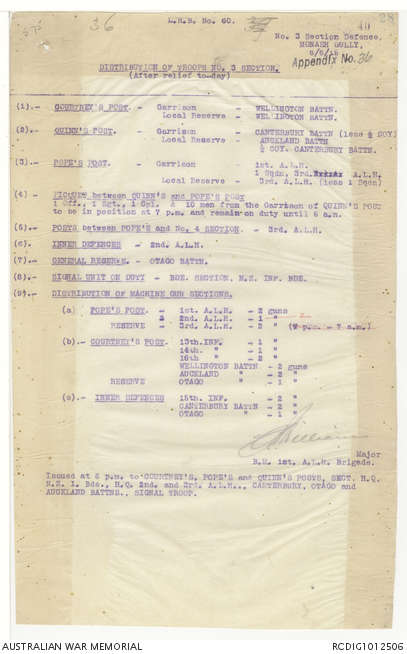 36
L.H.B. No. 60.
40
No. 3 Section Defence,
MONASH GULLY,
6/6/15
Appendix No. 36
DISTRIBUTION OF TROOPS NO. 3 SECTION.
(After relief to-day)
(1).- COURTNEY'S POST. - Garrison - WELLINGTON BATTN.
Local Reserve - WELLINGTON BATTN.
(2).- QUINN'S POST. - Garrison CANTERBURY BATTN (less ½ COY)
Local Reserve - AUCKLAND BATTN
½ COY. CANTERBURY BATTN.
(3).- POPE'S POST. - Garrison 1st. A.L.H.
1 Sqdn, 3rd. A.L.H.
Local Reserve - 3rd. A.L.H. (less 1 Sqdn)
(4).- PICQUET between QUINN'S and POPE'S POST
1 Off., 1 Sgt., 1 Cpl. & 10 men from the Garrison of QUINN'S POST
to be in position at 7 p.m. and remain on duty until 6 a.m.
(5).- POSTS between POPE'S and No. 4 SECTION. - 3rd. A.L.H.
(6).- INNER DEFENCES - 2nd. A.L.H.
(7).- GENERAL RESERVE. - OTAGO BATTN.
(8).- SIGNAL UNIT ON DUTY - BDE. SECTION, N.Z. INF. BDE.
(9).- DISTRIBUTION OF MACHINE GUN SECTIONS.
(a) POPE'S POST. - 1st. A.L.H. - 2 guns
2nd. A.L.H. - 1 "
RESERVE - 3rd. A.L.H. - 2 " (7 p.m. - 7 a.m.)
(b) COURTNEY'S POST. 13th. INF. - 1 "
14th. " - 1 "
16th " - 2 "
WELLINGTON BATTN - 2 guns
AUCKLAND " - 2 "
RESERVE OTAGO " - 1 "
(c).- INNER DEFENCES 15th. INF. - 2 "
CANTERBURY BATTN - 2 "
OTAGO " - 1 "
Major
B.M. 1st. A.L.H. Brigade.
Issued at 6 p.m. to COURTNEY'S, POPE'S and QUINN'S POSTS, SECT. H.Q.
N.Z. I. Bde., H.Q. 2nd. and 3rd. A.L.H., CANTERBURY, OTAGO and
AUCKLAND BATTNS., SIGNAL TROOP.
AUSTRALIAN WAR MEMORIAL
RCDIG1012506